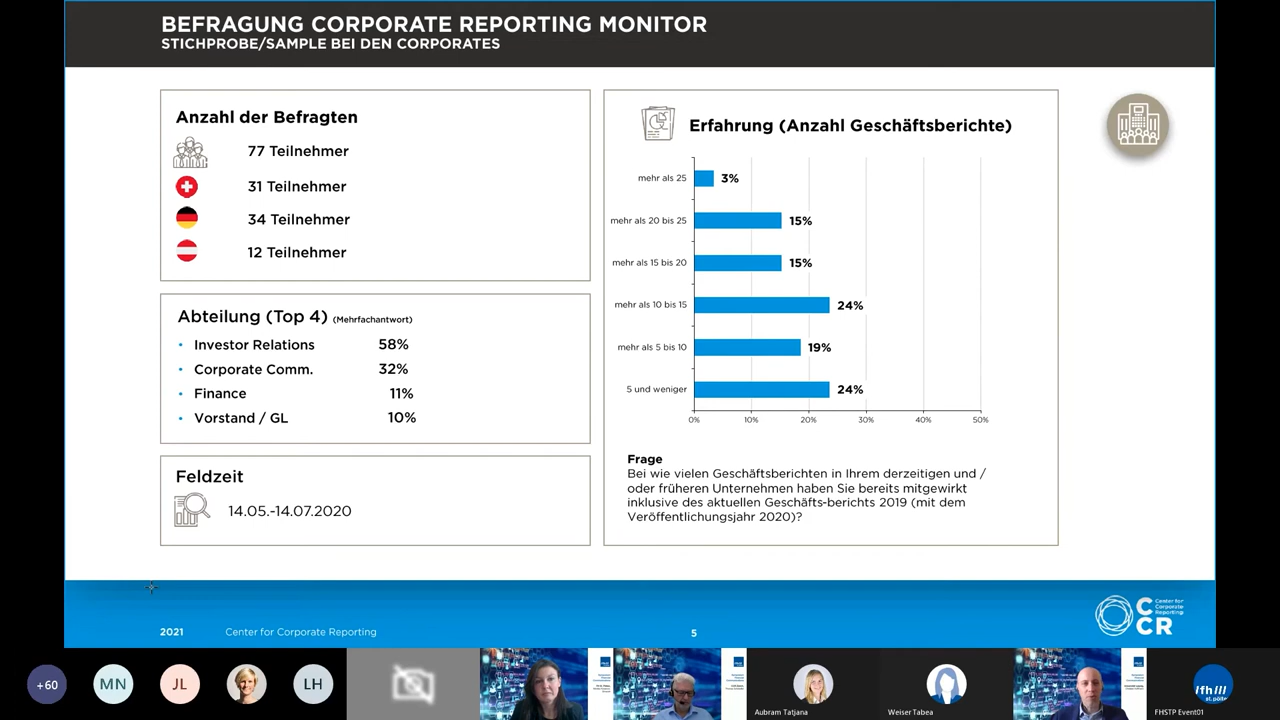 BEFRAGUNG CORPORATE REPORTING MONITOR
STICHPROBE/SAMPLE BEI DEN CORPORATES
Anzahl der Befragten
77 Teilnehmer
31 Teilnehmer
34 Teilnehmer
12 Teilnehmer
Abteilung (Top 4) (Mehrfachantwort)
• Investor Relations 58%
• Corporate Comm. 32%
• Finance 11%
• Vorstand / GL 10%
Feldzeit
14.05.-14.07.2020
Erfahrung (Anzahl Geschäftsberichte)
mehr als 25 3%
mehr als 20 bis 25 15%
mehr als 15 bis 20 15%
mehr als 10 bis 15 24%
mehr als 5 bis 10 19%
5 und weniger 24%
0% 10% 20% 30% 40% 50%
Frage
Bei wie vielen Geschäftsberichten in Ihrem derzeitigen und /
oder früheren Unternehmen haben Sie bereits mitgewirkt
inklusive des aktuellen Geschäfts-berichts 2019 (mit dem
Veröffentlichungsjahr 2020)?
2021 Center for Corporate Reporting 5
CCR
Center for
Corporate
Reporting
+60 MN JL LH
Aubram Tatjana
Weiser Tabea
FHSTP Event01
/fh///
st.pölten